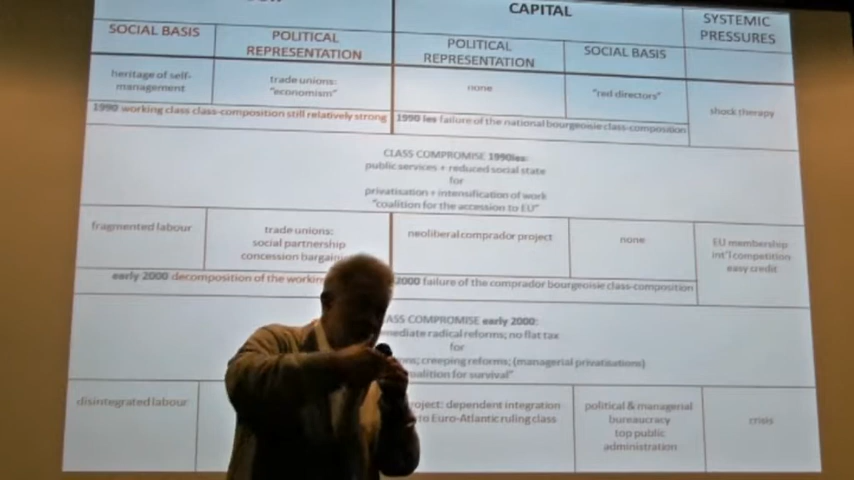 CAPITAL
SYSTEMIC PRESSURES
SOCIAL BASIS
POLITICAL REPRESENTATION
POLITICAL REPRESENTATION
SOCIAL BASIS
heritage of self-management
trade unions: "economism"
none
"red directors"
shock therapy
1990 working class class-composition still relatively strong
1990 ies failure of the national bourgeoisie class-composition
CLASS COMPROMISE 1990ies:
public services + reduced social state
for
privatisation + intensification of work
"coalition for the accession to EU"
fragmented labour
trade unions:
social partnership
concession
neoliberal comprador project
none
EU membership
int'l competition
easy credit
early 2000 decomposition of the
2000 failure of the comprador bourgeoisie class-composition
COMPROMISE early 2000:
radical reforms; no flat tax
for
creeping reforms; (managerial privatisations)
for survival"
disintegrated labour
dependent integration
to Euro-Atlantic ruling class
political & managerial
bureaucracy
top public
administration
crisis